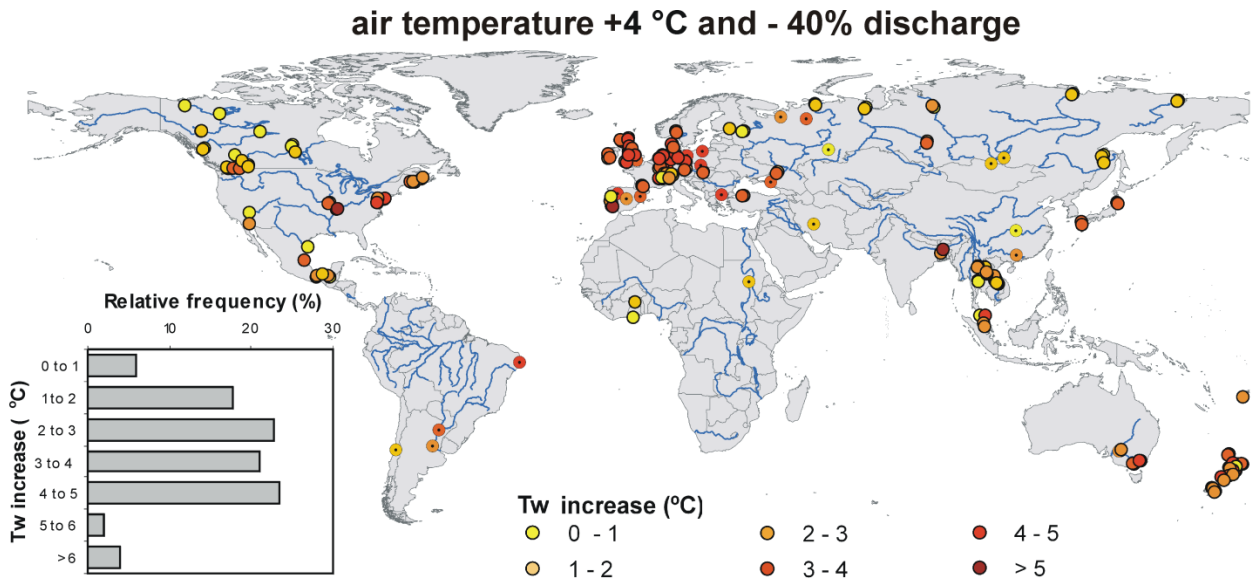 air temperature +4 °C and - 40% discharge
Relative frequency (%)
0 10 20 30
Tw increase ( ºC)
0 to 1
1to 2
2 to 3
3 to 4
4 to 5
5 to 6
>6
Tw increase (ºC)
0 - 1 2 - 3 4 - 5
1 - 2 3 - 4 > 5